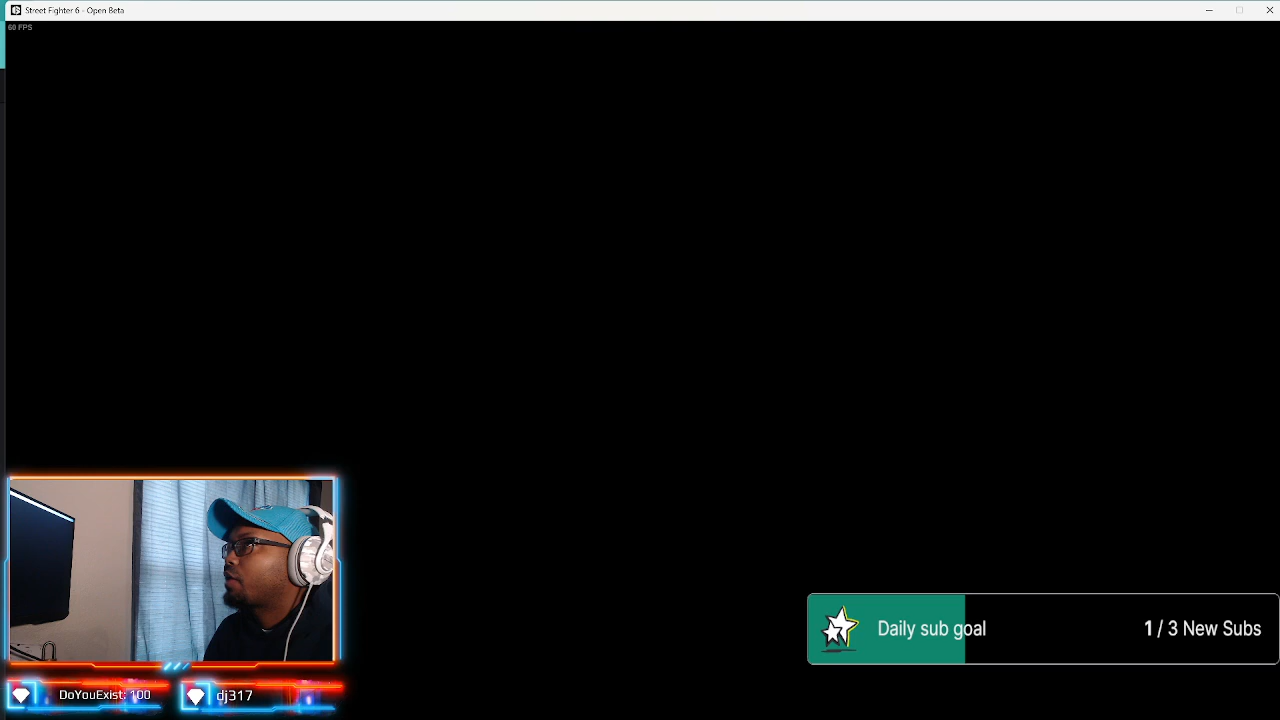 Street Fighter 6 - Open Beta
60 FPS
Daily sub goal
1 / 3 New Subs
DoYouExist: 100
dj317